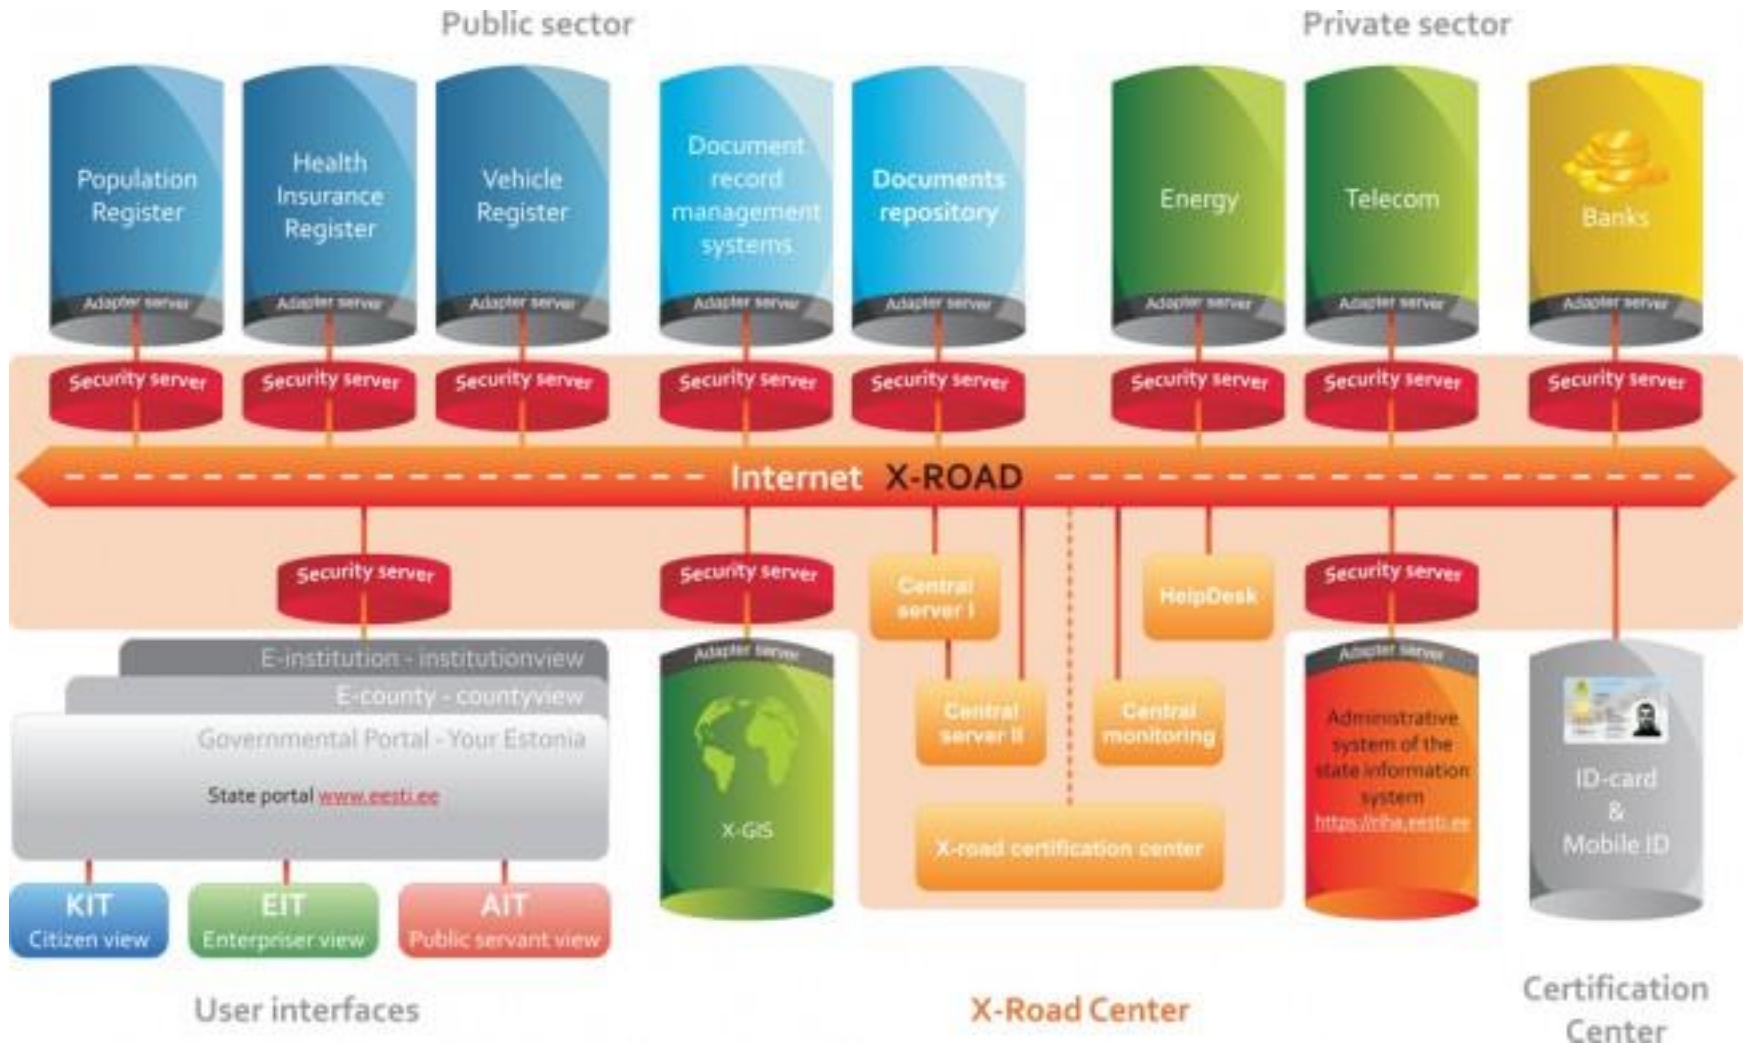 Public sector
Private sector
Population
Register
Health
Insurance
Register
Vehicle
Register
Document
record
management
systems
Documents
repository
Energy
Telecom
Banks
Adapter server
Adapter server
Adapter server
Adapter server
Adapter server
Adapter server
Adapter server
Adapter server
Security server
Security server
Security server
Security server
Security server
Security server
Security server
Security server
Internet X-ROAD
Security server
Security server
Central
server I
HelpDesk
Security server
E-institution - institutionview
E-county - countyview
Governmental Portal - Your Estonia
State portal www.eesti.ee
KIT
Citizen view
EIT
Enterpriser view
AIT
Public servant view
Adapter server
X-GIS
Central
server II
Central
monitoring
X-road certification center
Adapter server
Administrative
system of the
state information
system
https://riha.eesti.ee
ID-card
&
Mobile ID
User interfaces
X-Road Center
Certification
Center